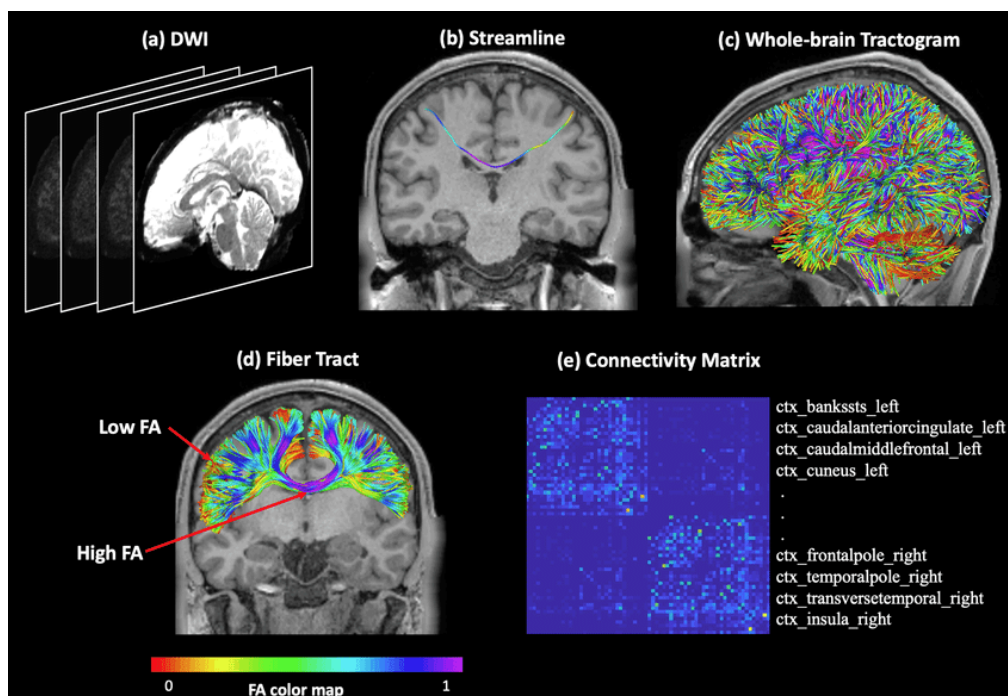 (a) DWI
(b) Streamline
(c) Whole-brain Tractogram
(d) Fiber Tract
Low FA
High FA
0
1
FA color map
(e) Connectivity Matrix
ctx_bankssts_left
ctx_caudalanteriorcingulate_left
ctx_caudalmiddlefrontal_left
ctx_cuneus_left
.
.
.
ctx_frontalpole_right
ctx_temporalpole_right
ctx_transversetemporal_right
ctx_insula_right